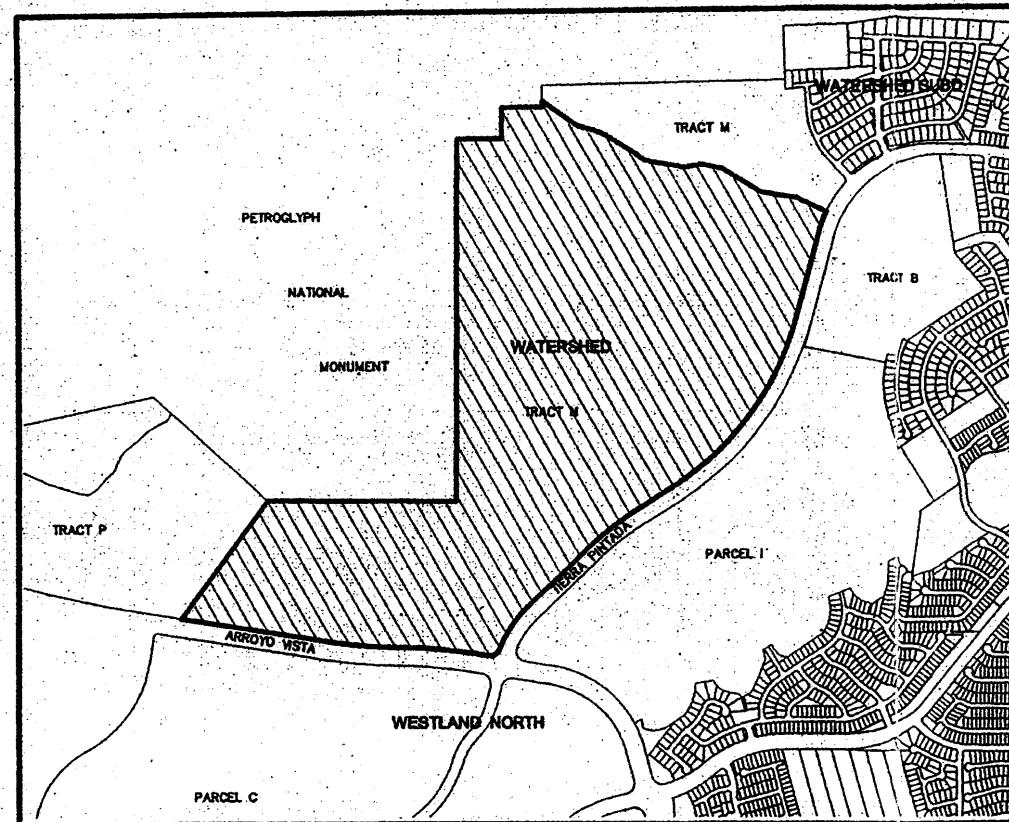 WATERSHED SUBD.
TRACT M
PETROGLYPH
NATIONAL
MONUMENT
TRACT B
WATERSHED
TRACT N
TRACT P
TIERRA PINTADA
PARCEL I
ARROYO VISTA
WESTLAND NORTH
PARCEL C